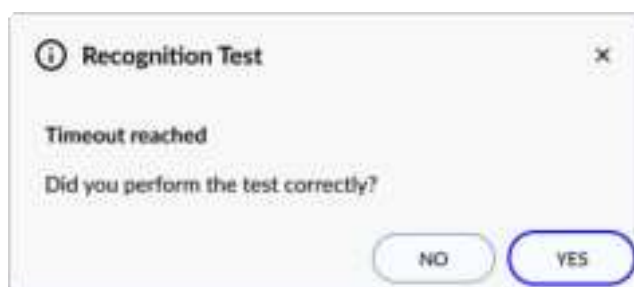 Recognition Test
Timeout reached
Did you perform the test correctly?
NO YES